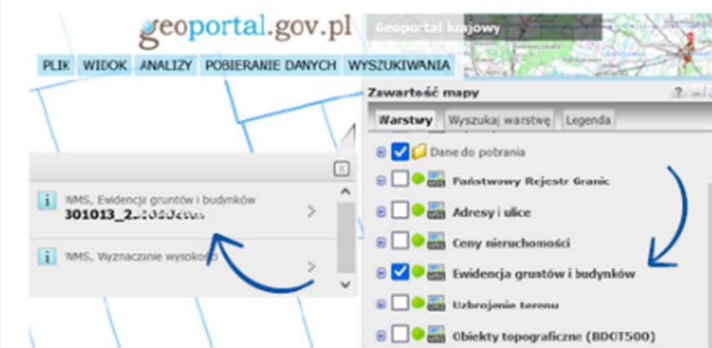 geoportal.gov.pl
Geoportal krajowy
PLIK WIDOK ANALIZY POBIERANIE DANYCH WYSZUKIWANIA
Zawartość mapy
Warstwy Wyszukaj warstwę Legenda
Dane do pobrania
Państwowy Rejestr Granic
WMS, Ewidencja gruntów i budynków
301013_2.
Adresy i ulice
Ceny nieruchomości
WMS, Wyznaczanie wysokości
Ewidencja gruntów i budynków
Uzbrojenie terenu
Obiekty topograficzne (BDOT500)